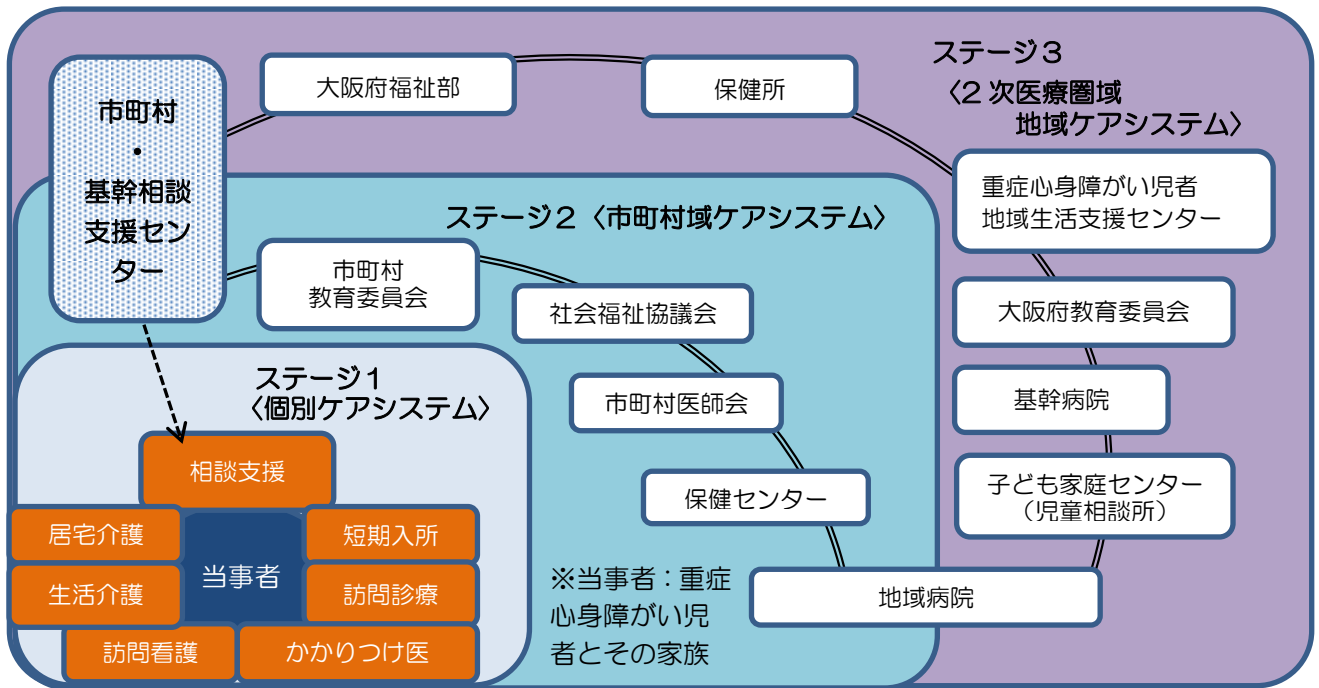 ステージ3
〈2次医療圏域
地域ケアシステム〉
大阪府福祉部
保健所
市町村
・
基幹相談
支援セン
ター
重症心身障がい児者
地域生活支援センター
大阪府教育委員会
基幹病院
子ども家庭センター
(児童相談所)
地域病院
ステージ2〈市町村域ケアシステム〉
市町村
教育委員会
社会福祉協議会
市町村医師会
保健センター
※当事者:重症
心身障がい児
者とその家族
ステージ1
〈個別ケアシステム〉
相談支援
居宅介護
短期入所
当事者
生活介護
訪問診療
訪問看護
かかりつけ医